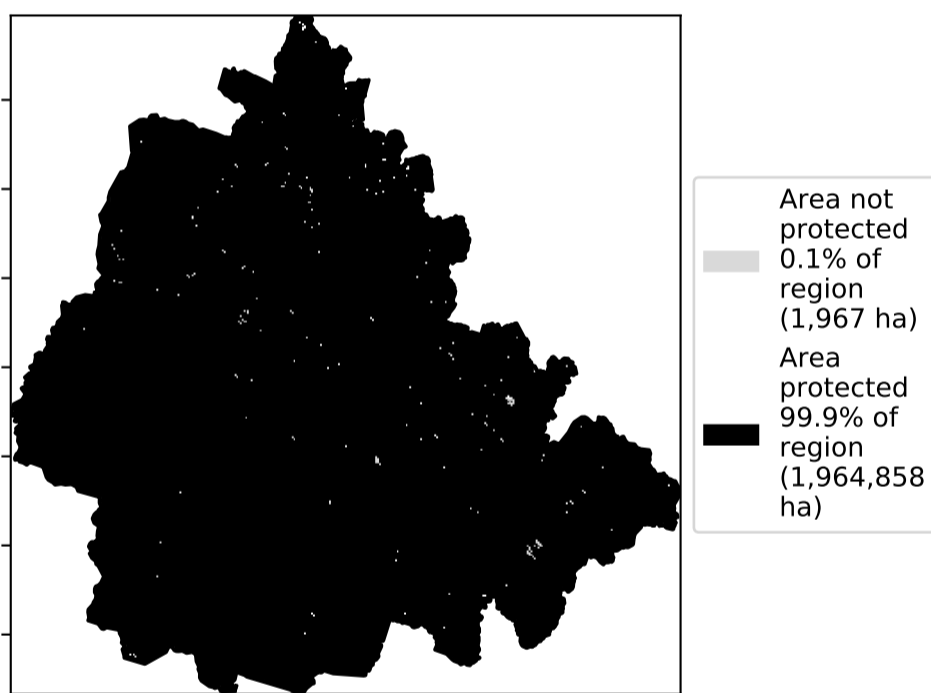 Area not
protected
0.1% of
region
(1,967 ha)
Area
protected
99.9% of
region
(1,964,858
ha)